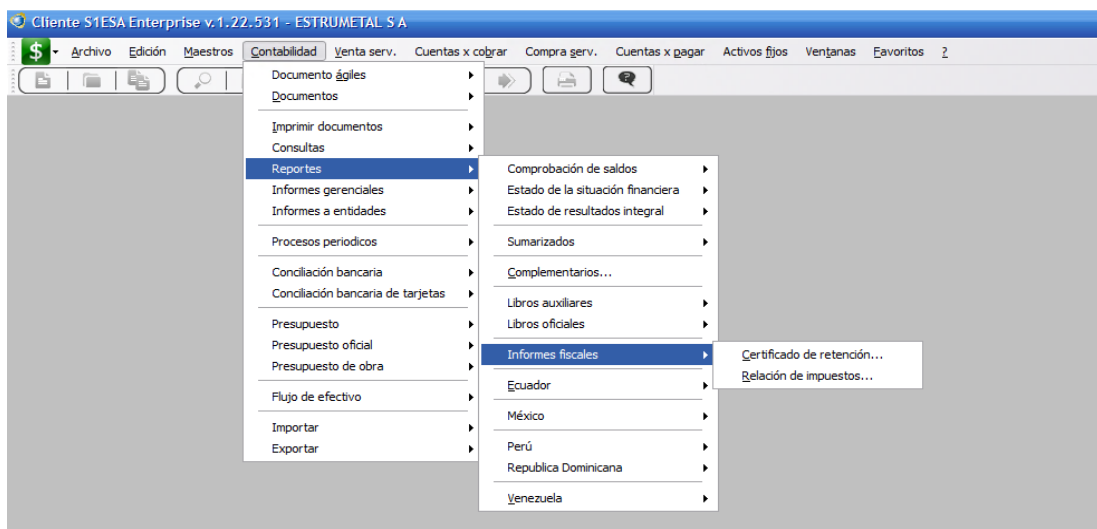 Cliente S1ESA Enterprise v.1.22.531 - ESTRUMETAL S A
$ Archivo Edición Maestros Contabilidad Venta serv. Cuentas x cobrar Compra serv. Cuentas x pagar Activos fijos Ventanas Favoritos ?
Documento ágiles
Documentos
Imprimir documentos
Consultas
Reportes
Informes gerenciales
Informes a entidades
Procesos periodicos
Conciliación bancaria
Conciliación bancaria de tarjetas
Presupuesto
Presupuesto oficial
Presupuesto de obra
Flujo de efectivo
Importar
Exportar
Comprobación de saldos
Estado de la situación financiera
Estado de resultados integral
Sumarizados
Complementarios...
Libros auxiliares
Libros oficiales
Informes fiscales
Ecuador
México
Perú
Republica Dominicana
Venezuela
Certificado de retención...
Relación de impuestos...